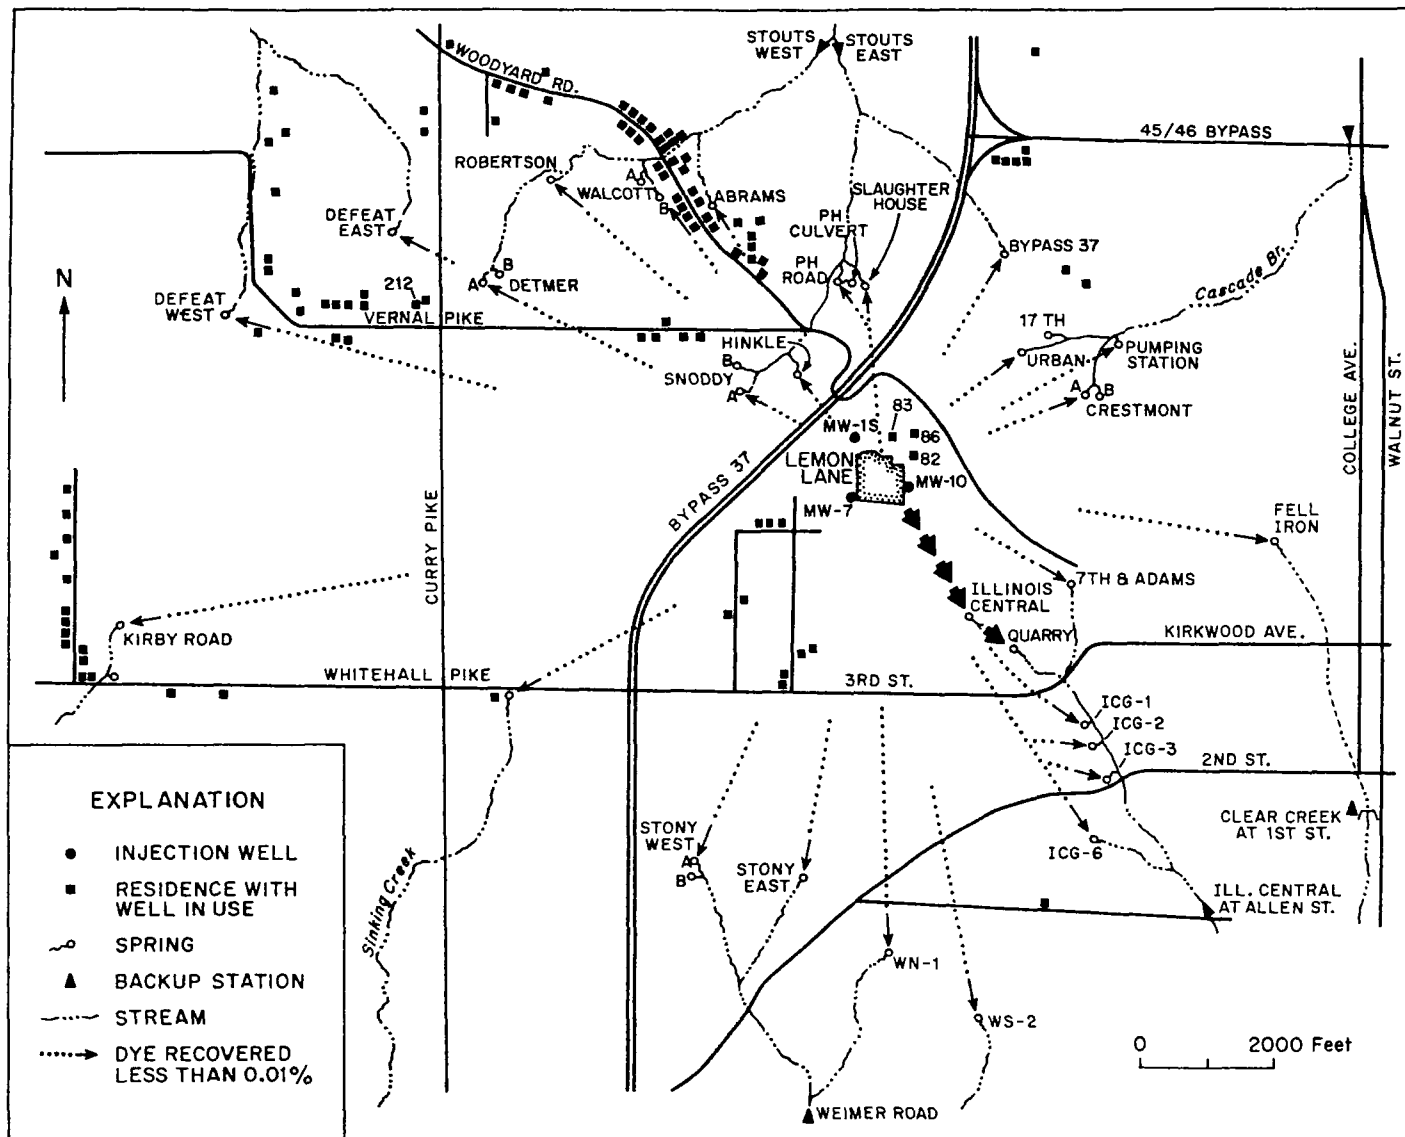 STOUTS
WEST
STOUTS
EAST
WOODYARD RD.
45/46 BYPASS
ROBERTSON
A
WALCOTT
B
ABRAMS
SLAUGHTER
HOUSE
PH
CULVERT
PH
ROAD
BYPASS 37
DEFEAT
EAST
Cascade Br.
N
B
A
DETMER
212
DEFEAT
WEST
VERNAL PIKE
17 TH
URBAN
PUMPING
STATION
HINKLE
B
SNODDY
A
A
B
CRESTMONT
COLLEGE AVE.
WALNUT ST.
83
MW-1S
86
82
LEMON
LANE
MW-10
MW-7
BYPASS 37
CURRY PIKE
FELL
IRON
7TH & ADAMS
ILLINOIS
CENTRAL
QUARRY
KIRKWOOD AVE.
KIRBY ROAD
WHITEHALL PIKE
3RD ST.
ICG-1
ICG-2
ICG-3
2ND ST.
CLEAR CREEK
AT 1ST ST.
ICG-6
STONY
WEST
A
B
STONY
EAST
ILL. CENTRAL
AT ALLEN ST.
Sinking Creek
WN-1
WS-2
WEIMER ROAD
0 2000 Feet
EXPLANATION
INJECTION WELL
RESIDENCE WITH
WELL IN USE
SPRING
BACKUP STATION
STREAM
DYE RECOVERED
LESS THAN 0.01%